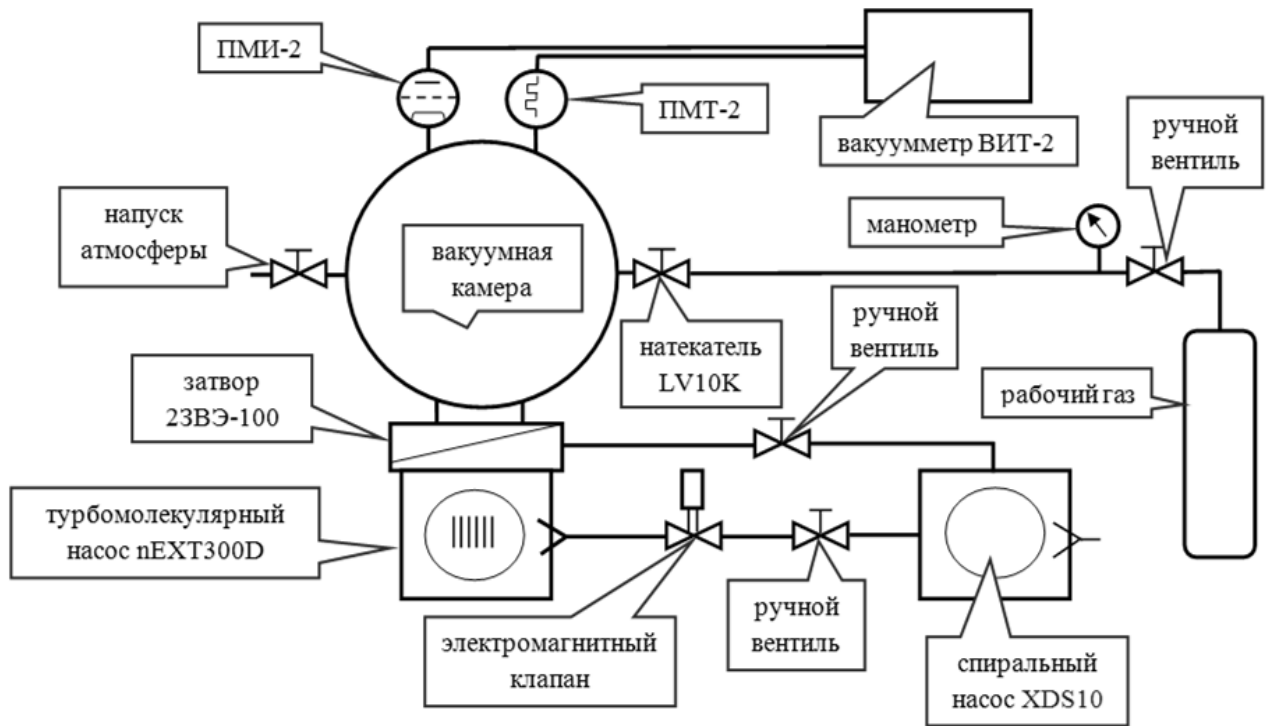 ПМИ-2
ПМТ-2
вакуумметр ВИТ-2
ручной
вентиль
напуск
атмосферы
вакуумная
камера
манометр
натекатель
LV10K
ручной
вентиль
затвор
2ЗВЭ-100
рабочий газ
турбомолекулярный
насос nEXT300D
электромагнитный
клапан
ручной
вентиль
спиральный
насос XDS10